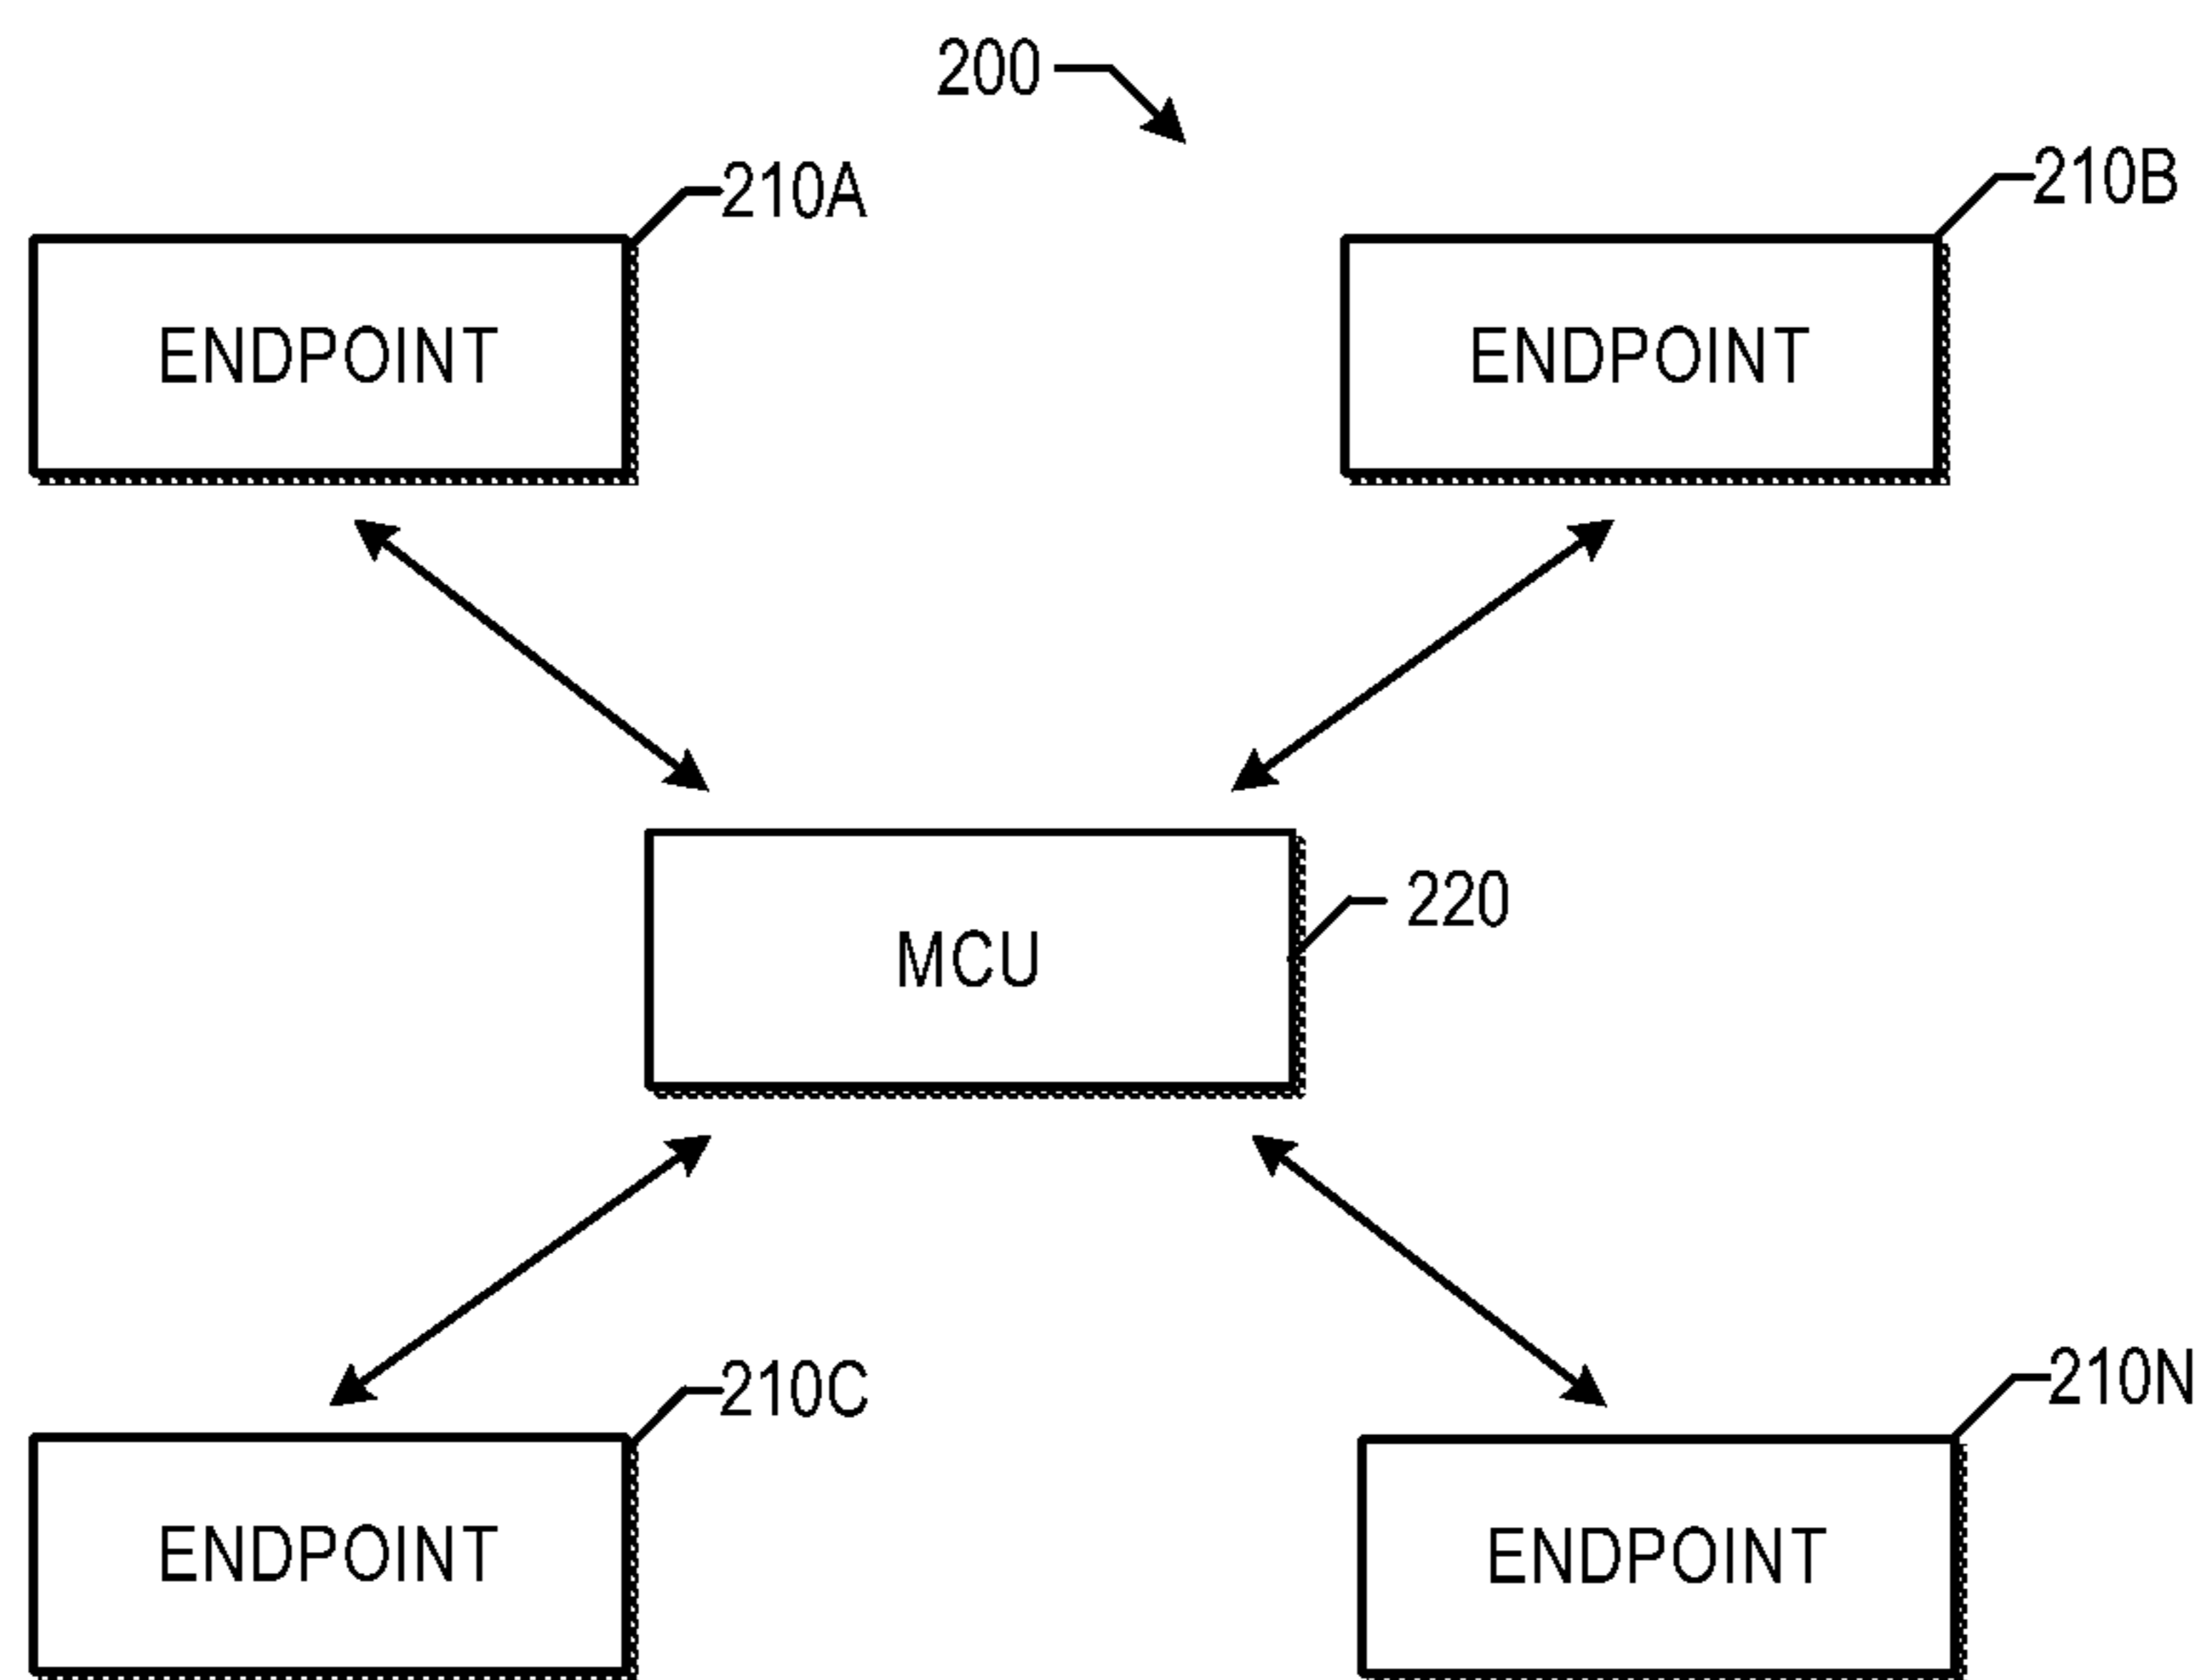 200
210A
210B
ENDPOINT
ENDPOINT
MCU
220
210C
210N
ENDPOINT
ENDPOINT